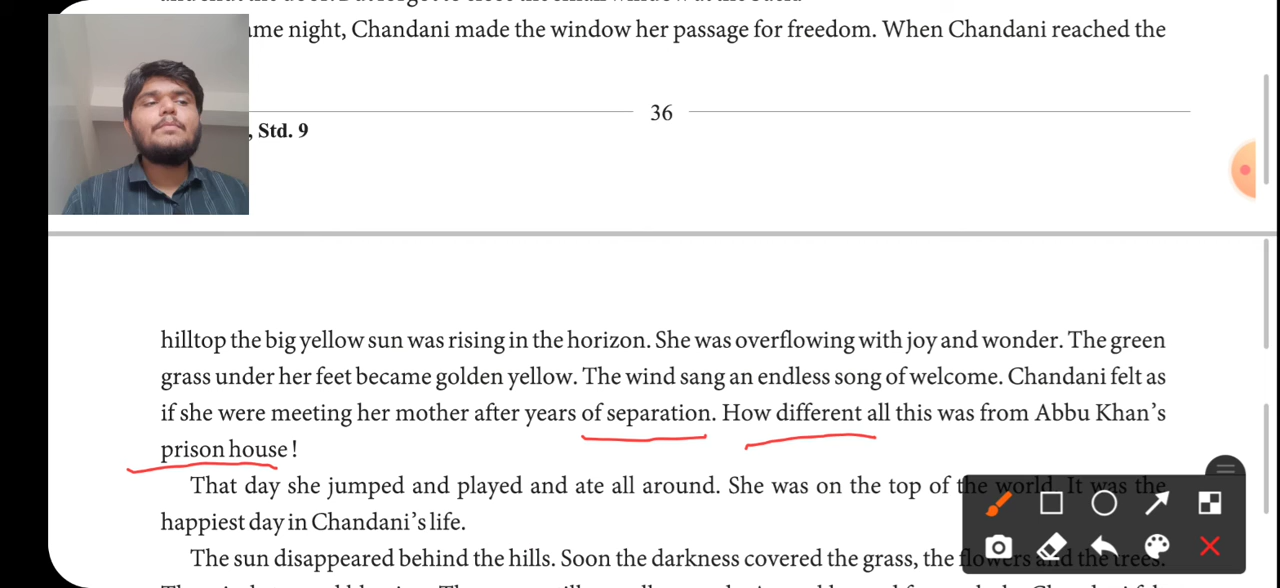 ame night, Chandani made the window her passage for freedom. When Chandani reached the
36
, Std. 9
hilltop the big yellow sun was rising in the horizon. She was overflowing with joy and wonder. The green
grass under her feet became golden yellow. The wind sang an endless song of welcome. Chandani felt as
if she were meeting her mother after years of separation. How different all this was from Abbu Khan's
prison house !
That day she jumped and played and ate all around. She was on the top of the world. It was the
happiest day in Chandani's life.
The sun disappeared behind the hills. Soon the darkness covered the grass, the flowers and the trees.